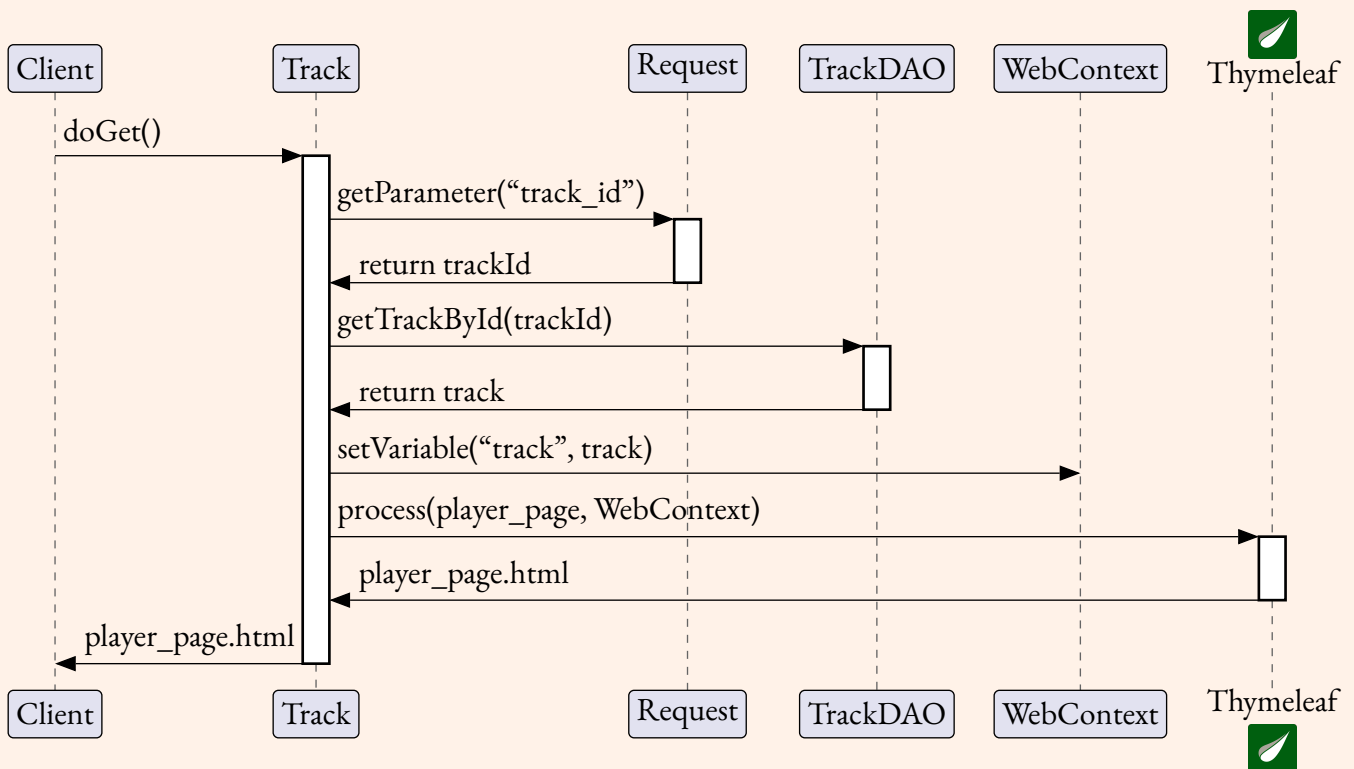 Client
Track
Request
TrackDAO
WebContext
Thymeleaf
doGet()
getParameter(“track_id”)
return trackId
getTrackById(trackId)
return track
setVariable(“track”, track)
process(player_page, WebContext)
player_page.html
player_page.html
Client
Track
Request
TrackDAO
WebContext
Thymeleaf